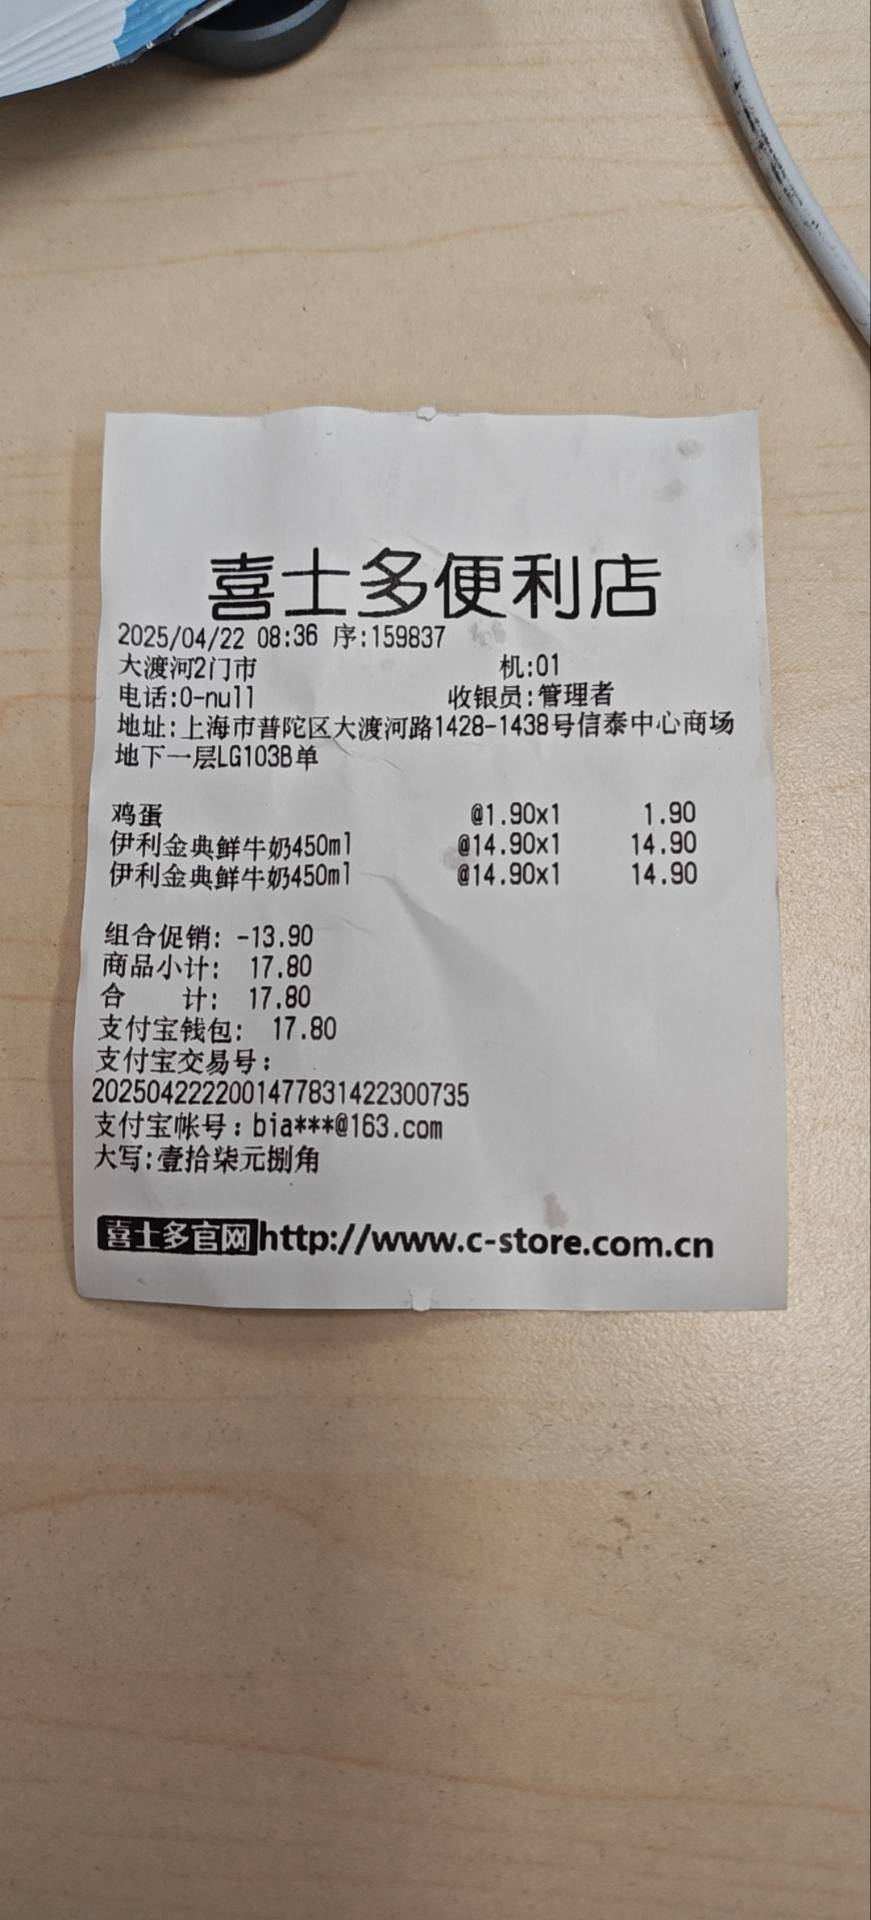 喜士多便利店
2025/04/22 08:36 序:159837
大渡河2门市 机:01
电话:0-null 收银员:管理者
地址:上海市普陀区大渡河路1428-1438号信泰中心商场
地下一层LG103B单
鸡蛋 @1.90x1 1.90
伊利金典鲜牛奶450ml @14.90x1 14.90
伊利金典鲜牛奶450ml @14.90x1 14.90
组合促销: -13.90
商品小计: 17.80
合 计: 17.80
支付宝钱包: 17.80
支付宝交易号:
2025042222001477831422300735
支付宝帐号:bia***@163.com
大写:壹拾柒元捌角
喜士多官网http://www.c-store.com.cn